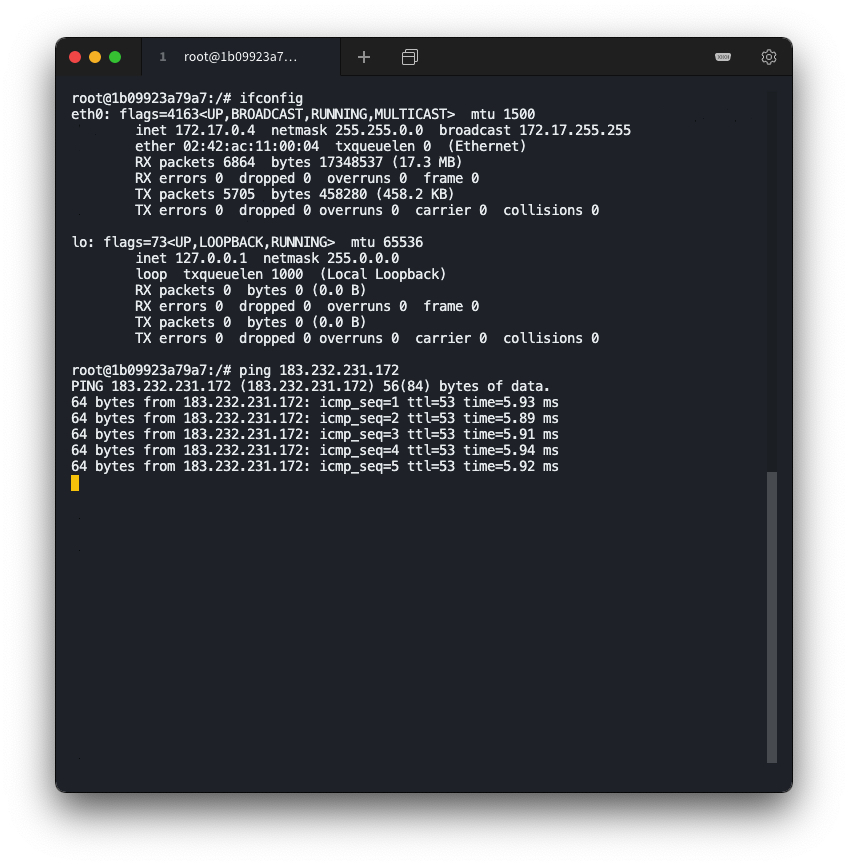 1 root@1b09923a7...
root@1b09923a79a7:/# ifconfig
eth0: flags=4163<UP,BROADCAST,RUNNING,MULTICAST>  mtu 1500
        inet 172.17.0.4  netmask 255.255.0.0  broadcast 172.17.255.255
        ether 02:42:ac:11:00:04  txqueuelen 0  (Ethernet)
        RX packets 6864  bytes 17348537 (17.3 MB)
        RX errors 0  dropped 0  overruns 0  frame 0
        TX packets 5705  bytes 458280 (458.2 KB)
        TX errors 0  dropped 0 overruns 0  carrier 0  collisions 0

lo: flags=73<UP,LOOPBACK,RUNNING>  mtu 65536
        inet 127.0.0.1  netmask 255.0.0.0
        loop  txqueuelen 1000  (Local Loopback)
        RX packets 0  bytes 0 (0.0 B)
        RX errors 0  dropped 0  overruns 0  frame 0
        TX packets 0  bytes 0 (0.0 B)
        TX errors 0  dropped 0 overruns 0  carrier 0  collisions 0

root@1b09923a79a7:/# ping 183.232.231.172
PING 183.232.231.172 (183.232.231.172) 56(84) bytes of data.
64 bytes from 183.232.231.172: icmp_seq=1 ttl=53 time=5.93 ms
64 bytes from 183.232.231.172: icmp_seq=2 ttl=53 time=5.89 ms
64 bytes from 183.232.231.172: icmp_seq=3 ttl=53 time=5.91 ms
64 bytes from 183.232.231.172: icmp_seq=4 ttl=53 time=5.94 ms
64 bytes from 183.232.231.172: icmp_seq=5 ttl=53 time=5.92 ms